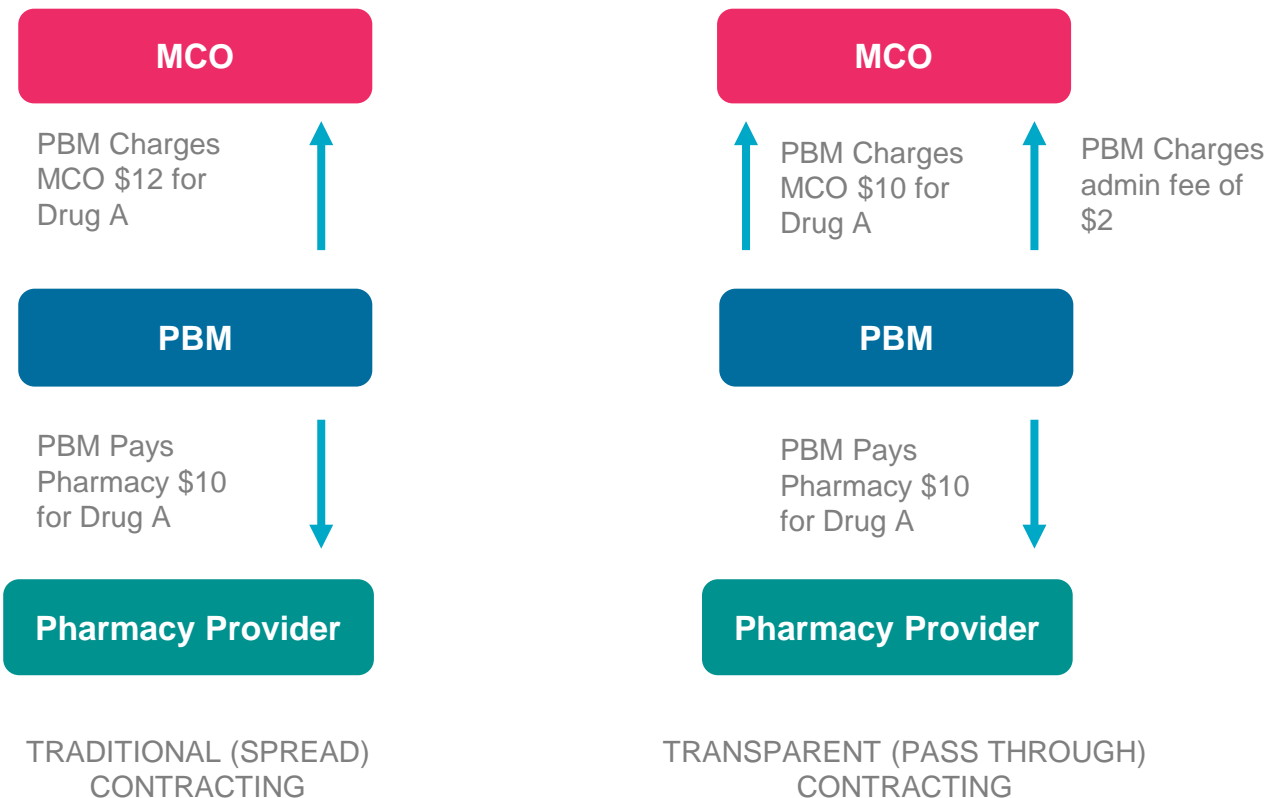 MCO
PBM Charges
MCO $12 for
Drug A
PBM
PBM Pays
Pharmacy $10
for Drug A
Pharmacy Provider
TRADITIONAL (SPREAD)
CONTRACTING
MCO
PBM Charges
MCO $10 for
Drug A
PBM Charges
admin fee of
$2
PBM
PBM Pays
Pharmacy $10
for Drug A
Pharmacy Provider
TRANSPARENT (PASS THROUGH)
CONTRACTING